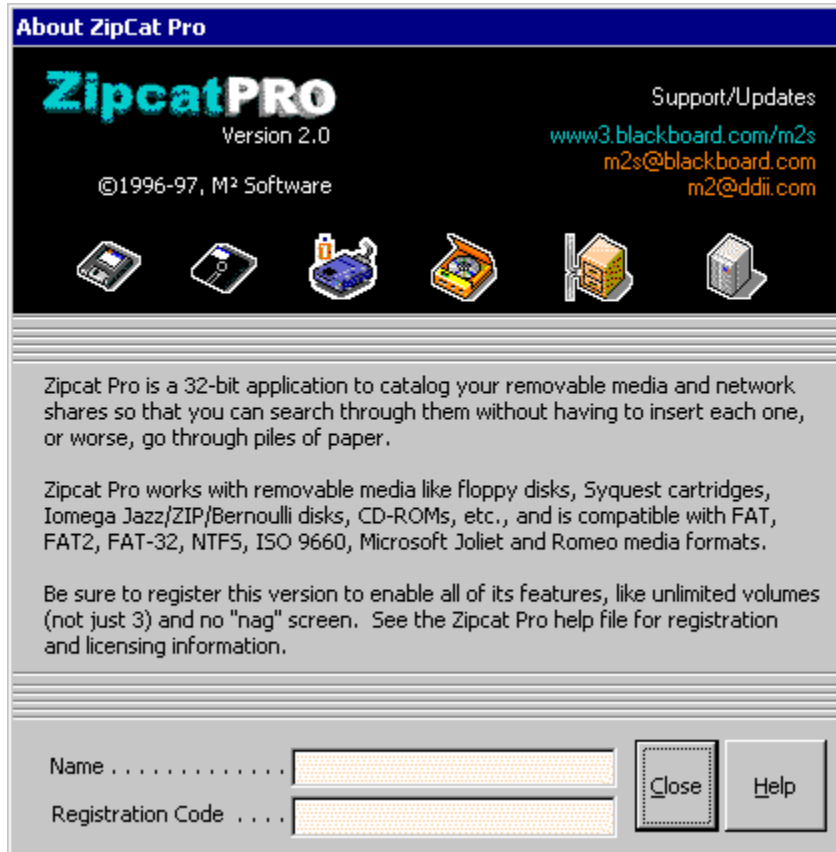 About ZipCat Pro
ZipcatPRO
Version 2.0
©1996-97, M² Software
Support/Updates
www3.blackboard.com/m2s
m2s@blackboard.com
m2@ddii.com
Zipcat Pro is a 32-bit application to catalog your removable media and network
shares so that you can search through them without having to insert each one,
or worse, go through piles of paper.
Zipcat Pro works with removable media like floppy disks, Syquest cartridges,
Iomega Jazz/ZIP/Bernoulli disks, CD-ROMs, etc., and is compatible with FAT,
FAT2, FAT-32, NTFS, ISO 9660, Microsoft Joliet and Romeo media formats.
Be sure to register this version to enable all of its features, like unlimited volumes
(not just 3) and no "nag" screen.  See the Zipcat Pro help file for registration
and licensing information.
Name . . . . . . . . . . . . .
Registration Code . . . .
Close
Help